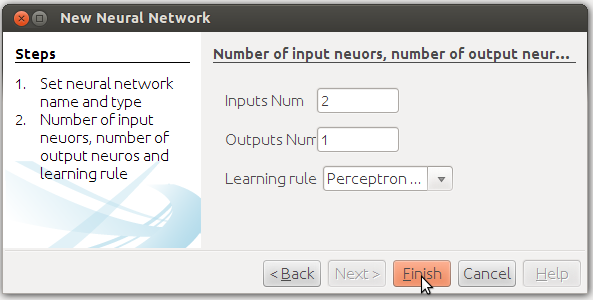 New Neural Network
Steps
1. Set neural network
name and type
2. Number of input
neuors, number of
output neuros and
learning rule
Number of input neuors, number of output neur...
Inputs Num 2
Outputs Num 1
Learning rule Perceptron ...
< Back Next > Finish Cancel Help